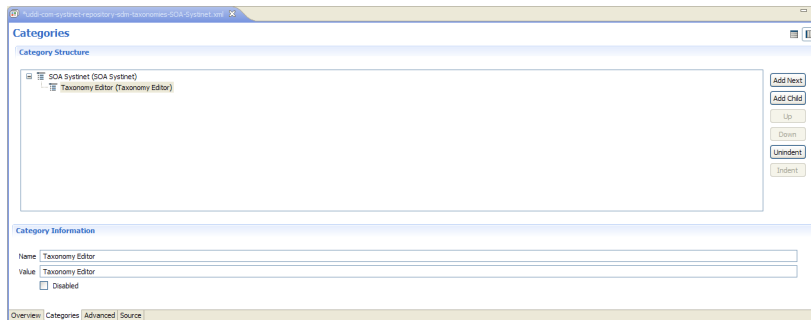 *uddi-com-systinet-repository-sdm-taxonomies-SOA-Systinet.xml
Categories
Category Structure
SOA Systinet (SOA Systinet)
Taxonomy Editor (Taxonomy Editor)
Add Next
Add Child
Up
Down
Unindent
Indent
Category Information
Name Taxonomy Editor
Value Taxonomy Editor
Disabled
Overview Categories Advanced Source